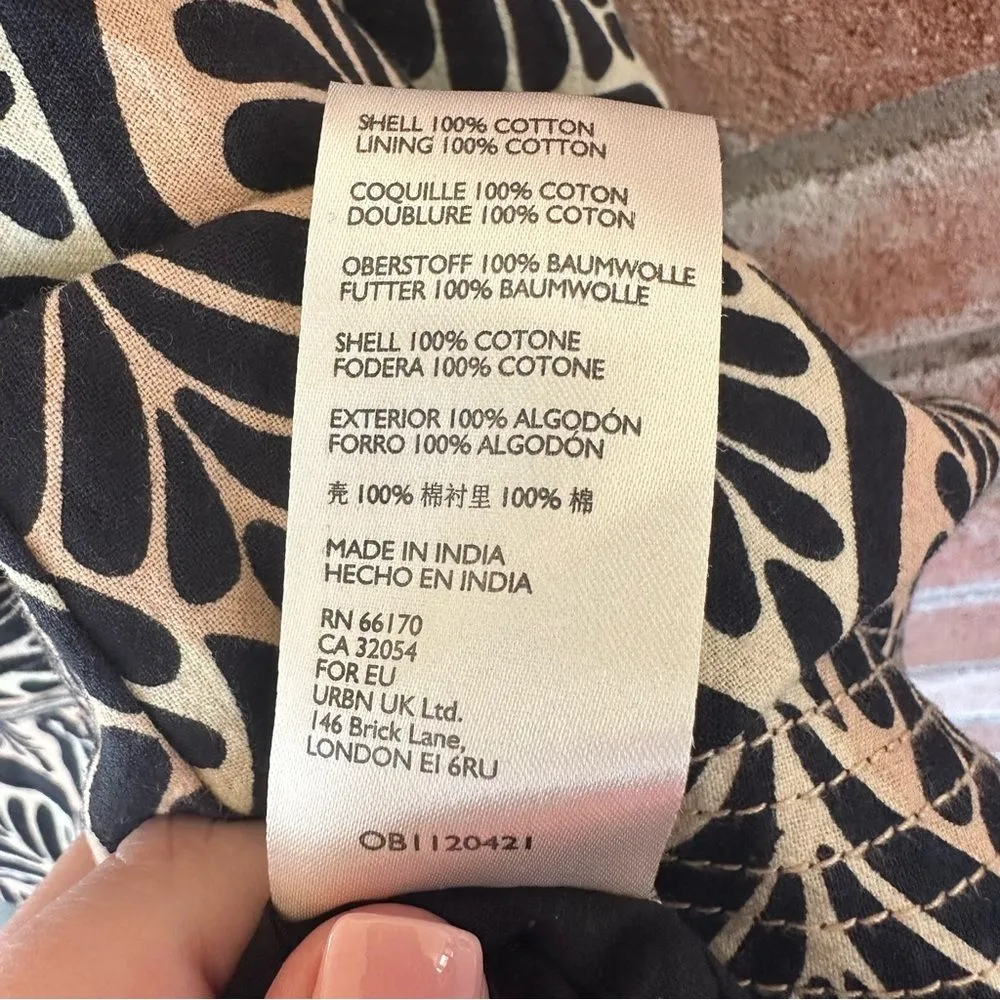 SHELL 100% COTTON
LINING 100% COTTON
COQUILLE 100% COTON
DOUBLURE 100% COTON
OBERSTOFF 100% BAUMWOLLE
FUTTER 100% BAUMWOLLE
SHELL 100% COTONE
FODERA 100% COTONE
EXTERIOR 100% ALGODÓN
FORRO 100% ALGODÓN
亮 100% 棉衬里 100% 棉
MADE IN INDIA
HECHO EN INDIA
RN 66170
CA 32054
FOR EU
URBN UK Ltd.
146 Brick Lane,
LONDON E1 6RU
OB1120421